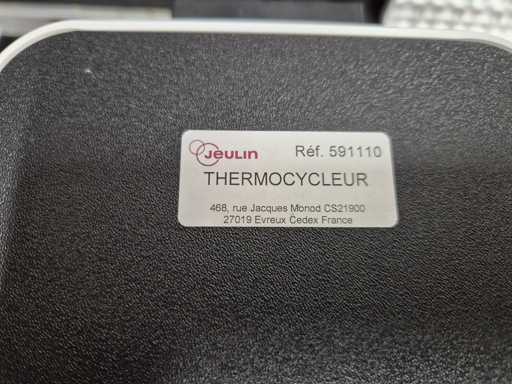 Jeulin Réf. 591110
THERMOCYCLEUR
468, rue Jacques Monod CS21900
27019 Evreux Cedex France